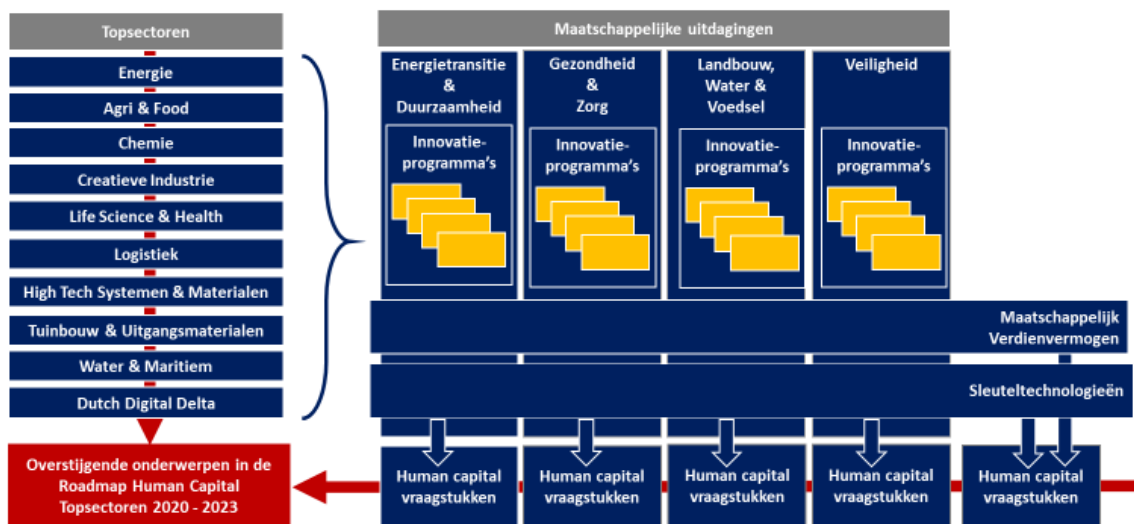 Topsectoren
Energie
Agri & Food
Chemie
Creatieve Industrie
Life Science & Health
Logistiek
High Tech Systemen & Materialen
Tuinbouw & Uitgangsmaterialen
Water & Maritiem
Dutch Digital Delta
Overstijgende onderwerpen in de
Roadmap Human Capital
Topsectoren 2020 - 2023
Maatschappelijke uitdagingen
Energietransitie
&
Duurzaamheid
Innovatie-
programma's
Gezondheid
&
Zorg
Innovatie-
programma's
Landbouw,
Water &
Voedsel
Innovatie-
programma's
Veiligheid
Innovatie-
programma's
Maatschappelijk
Verdienvermogen
Sleuteltechnologieën
Human capital
vraagstukken
Human capital
vraagstukken
Human capital
vraagstukken
Human capital
vraagstukken
Human capital
vraagstukken